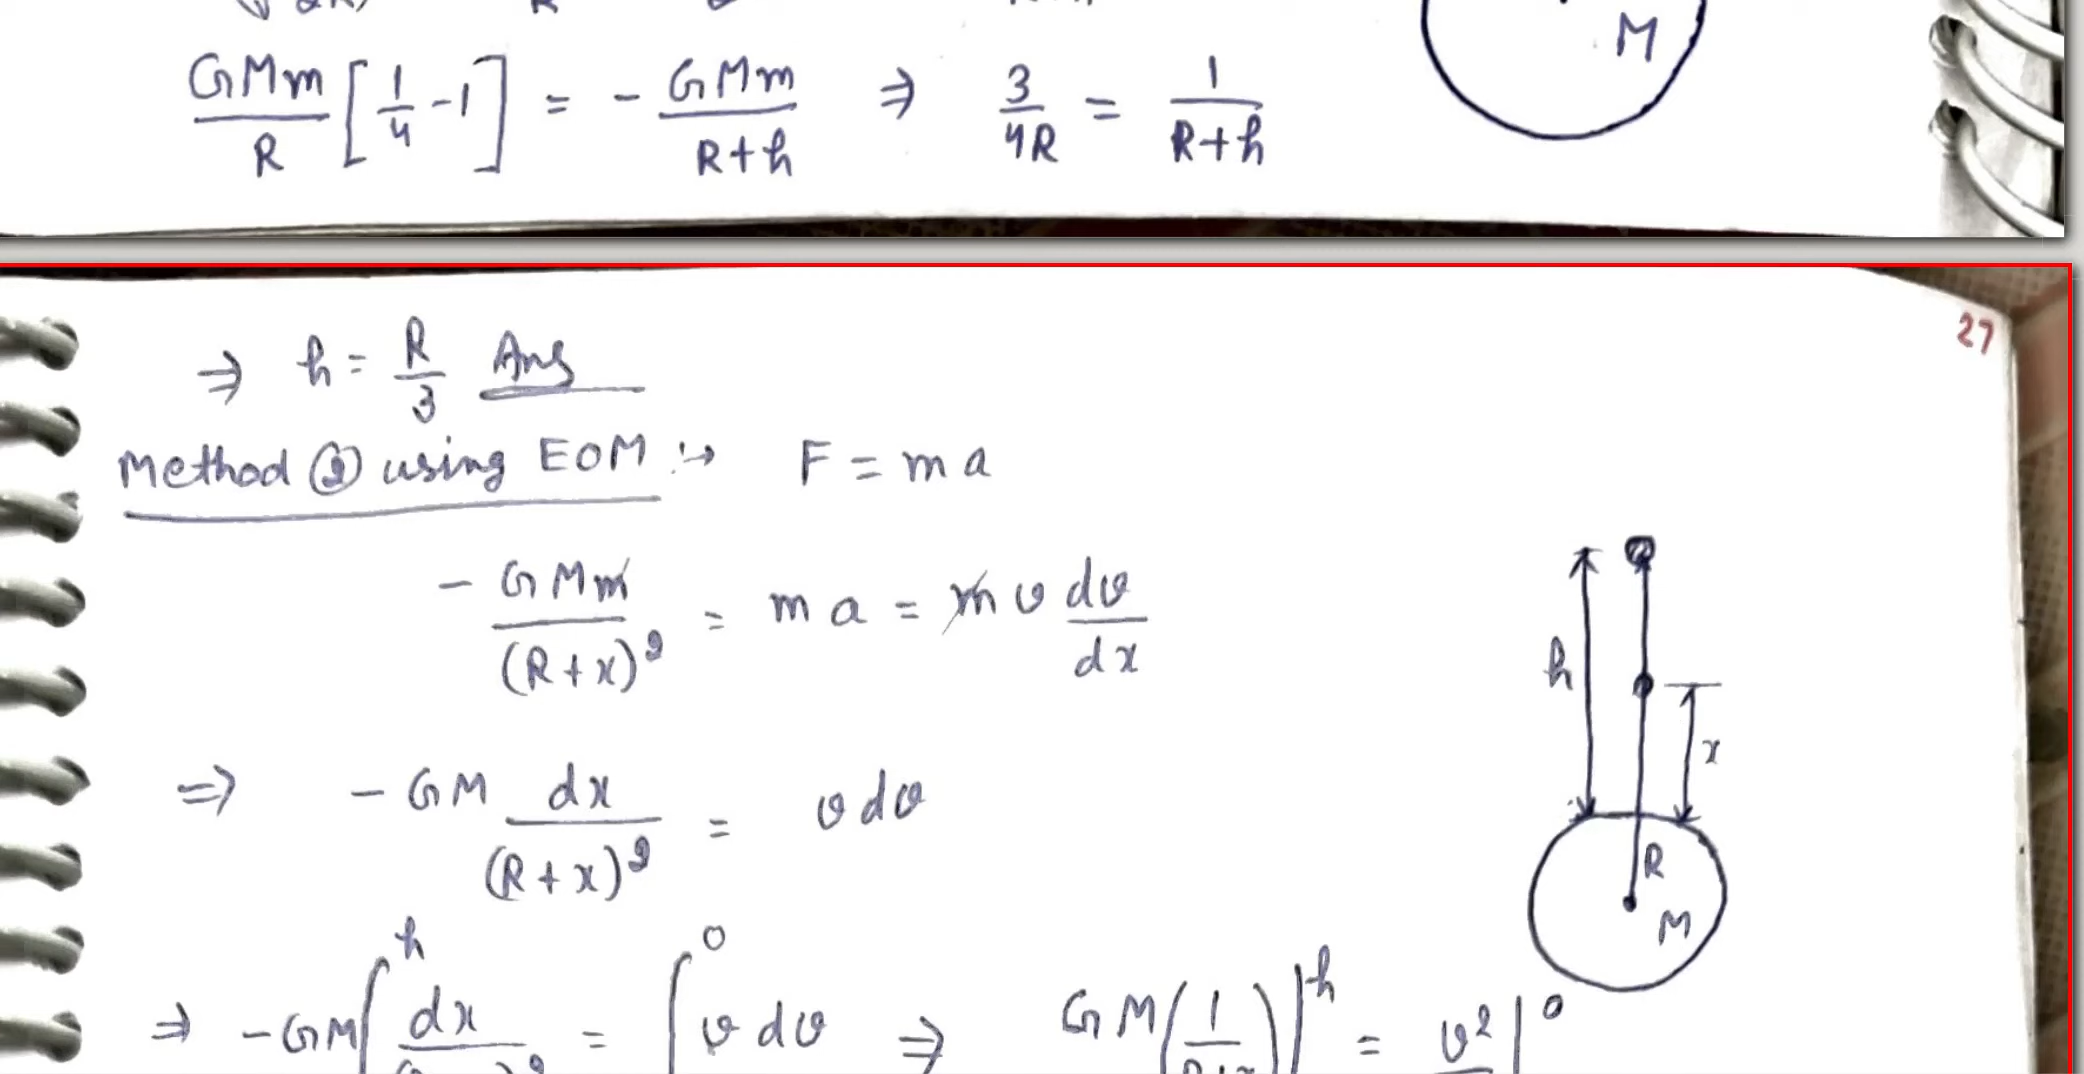 GMm/R [1/4 - 1] = - GMm/(R+h) ⇒ 3/4R = 1/(R+h)
M
27
⇒ h = R/3 Ans
Method ② using EOM :→ F = ma
- GMm/(R+x)² = ma = m v dv/dx
⇒ - GM dx/(R+x)² = v dv
h
x
R
M
⇒ -GM ∫^h dx = ∫^0 v dv ⇒ GM (1/R+x)|^h = v²|^0